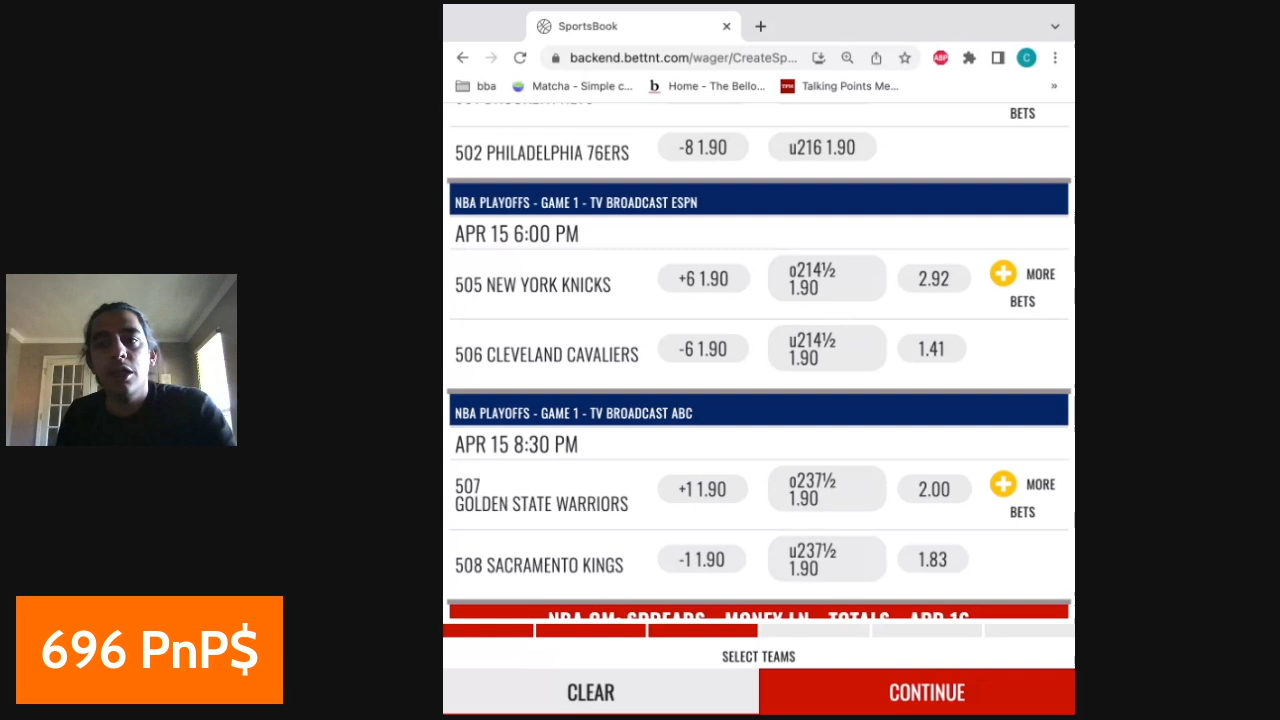 SportsBook
backend.bettnt.com/wager/CreateSp...
ABP
C
bba
Matcha - Simple c...
b Home - The Bello...
TPM Talking Points Me...
»
BETS
502 PHILADELPHIA 76ERS -8 1.90 u216 1.90
NBA PLAYOFFS - GAME 1 - TV BROADCAST ESPN
APR 15 6:00 PM
505 NEW YORK KNICKS +6 1.90 o214½ 1.90 2.92 MORE BETS
506 CLEVELAND CAVALIERS -6 1.90 u214½ 1.90 1.41
NBA PLAYOFFS - GAME 1 - TV BROADCAST ABC
APR 15 8:30 PM
507
GOLDEN STATE WARRIORS +1 1.90 o237½ 1.90 2.00 MORE BETS
508 SACRAMENTO KINGS -1 1.90 u237½ 1.90 1.83
SELECT TEAMS
CLEAR CONTINUE
696 PnP$